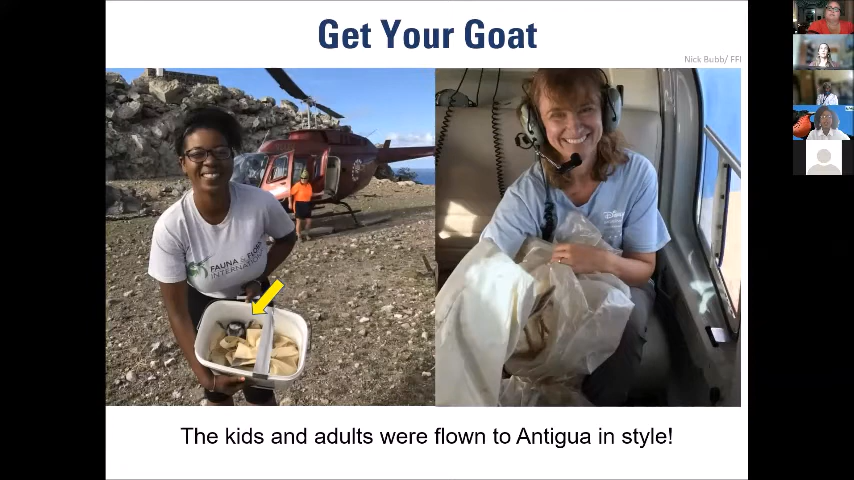 Get Your Goat
Nick Bubb/ FFI
FAUNA & FLORA
INTERNATIONAL
Disney
The kids and adults were flown to Antigua in style!